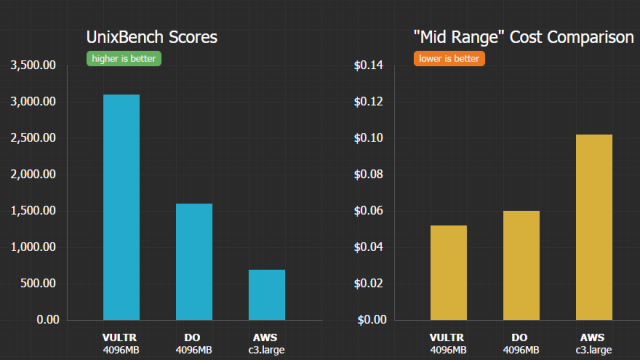 UnixBench Scores
higher is better
3,500.00
3,000.00
2,500.00
2,000.00
1,500.00
1,000.00
500.00
0.00
VULTR DO AWS
4096MB 4096MB c3.large
"Mid Range" Cost Comparison
lower is better
$0.14
$0.12
$0.10
$0.08
$0.06
$0.04
$0.02
$0.00
VULTR DO AWS
4096MB 4096MB c3.large